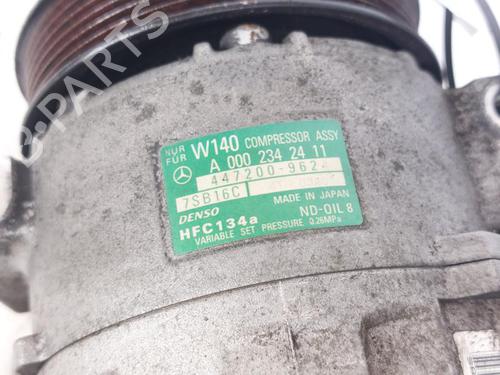 NUR FÜR W140 COMPRESSOR ASSY
A 000 234 24 11
447200-962
7SB16C
DENSO
MADE IN JAPAN
HFC134a
ND-OIL 8
VARIABLE SET PRESSURE 0.26MPa